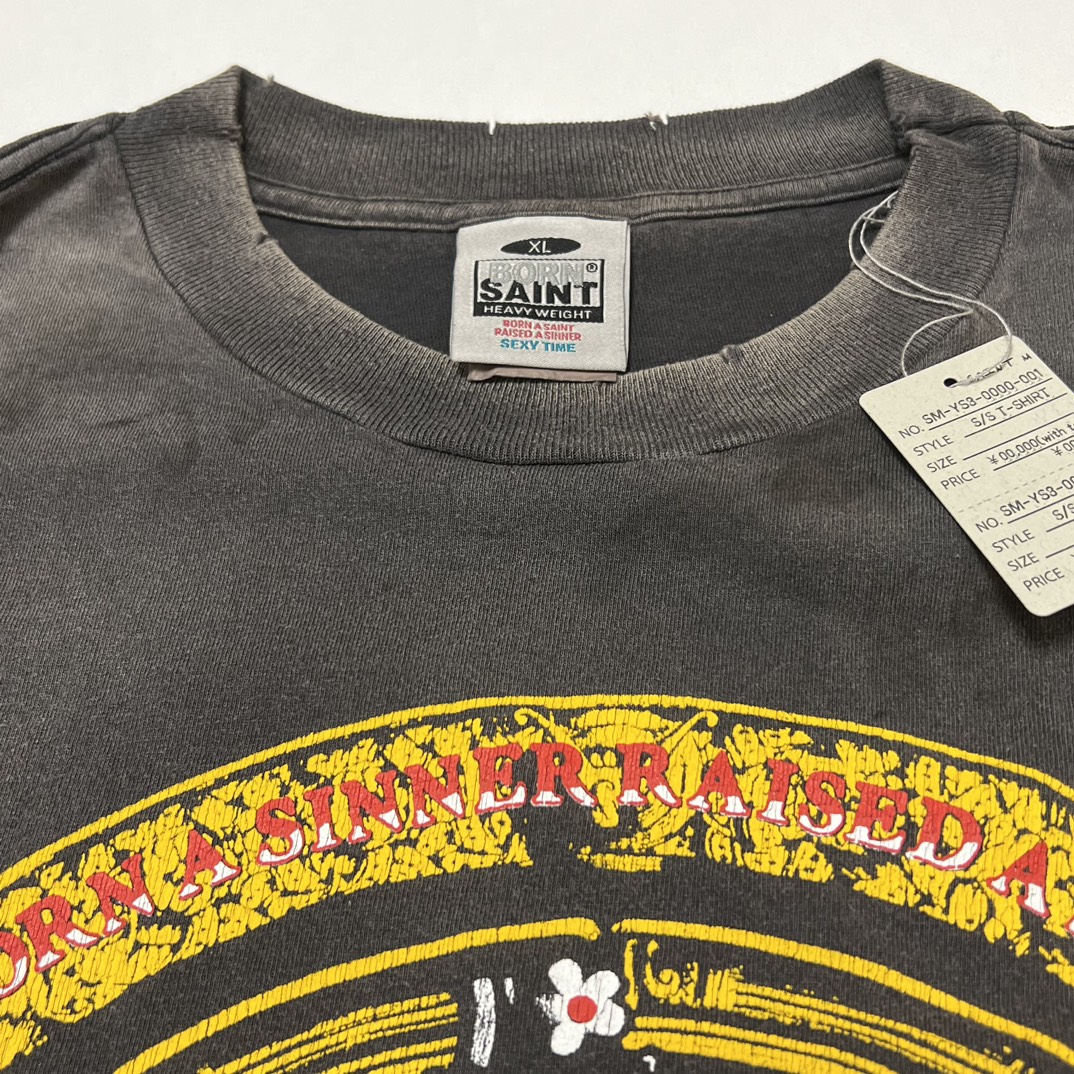 XL
BORN®
SAINT
HEAVY WEIGHT
BORN A SAINT
RAISED A SINNER
SEXY TIME
NO. SM-YS3-0000-001
STYLE S/S T-SHIRT
SIZE
PRICE ¥00,000(with t
¥00
NO. SM-YS3-00
STYLE S/S
SIZE
PRICE
ORN A SINNER RAISED A